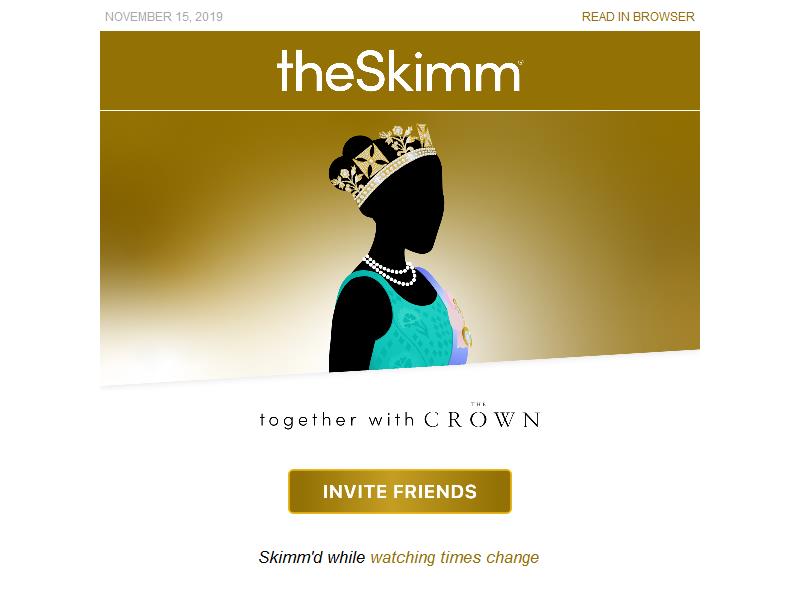 NOVEMBER 15, 2019 READ IN BROWSER
theSkimm®
together with THE CROWN
INVITE FRIENDS
Skimm'd while watching times change